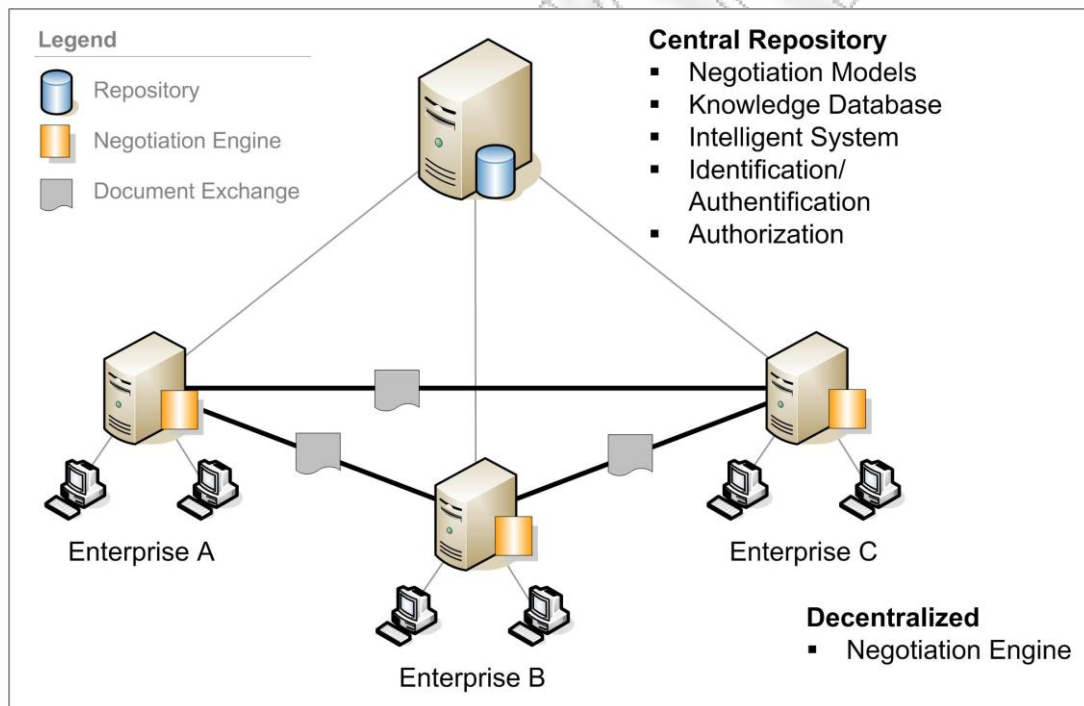 Legend
Repository
Negotiation Engine
Document Exchange
Central Repository
▪ Negotiation Models
▪ Knowledge Database
▪ Intelligent System
▪ Identification/
Authentification
▪ Authorization
Enterprise A
Enterprise C
Enterprise B
Decentralized
▪ Negotiation Engine